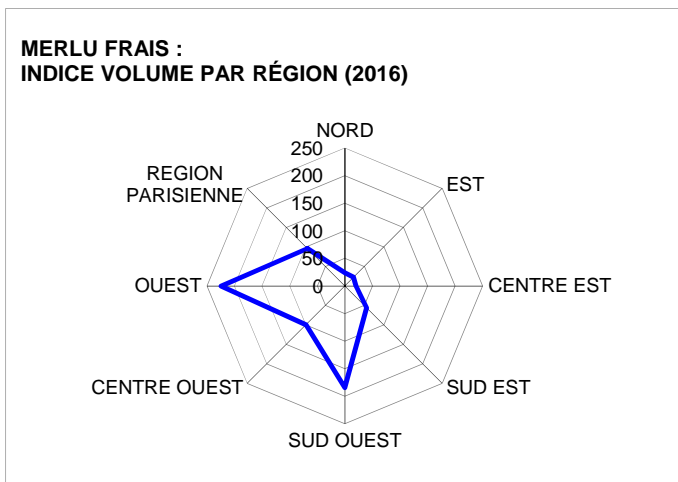 MERLU FRAIS :
INDICE VOLUME PAR RÉGION (2016)
NORD
250
200
150
100
50
0
EST
CENTRE EST
SUD EST
SUD OUEST
CENTRE OUEST
OUEST
REGION
PARISIENNE